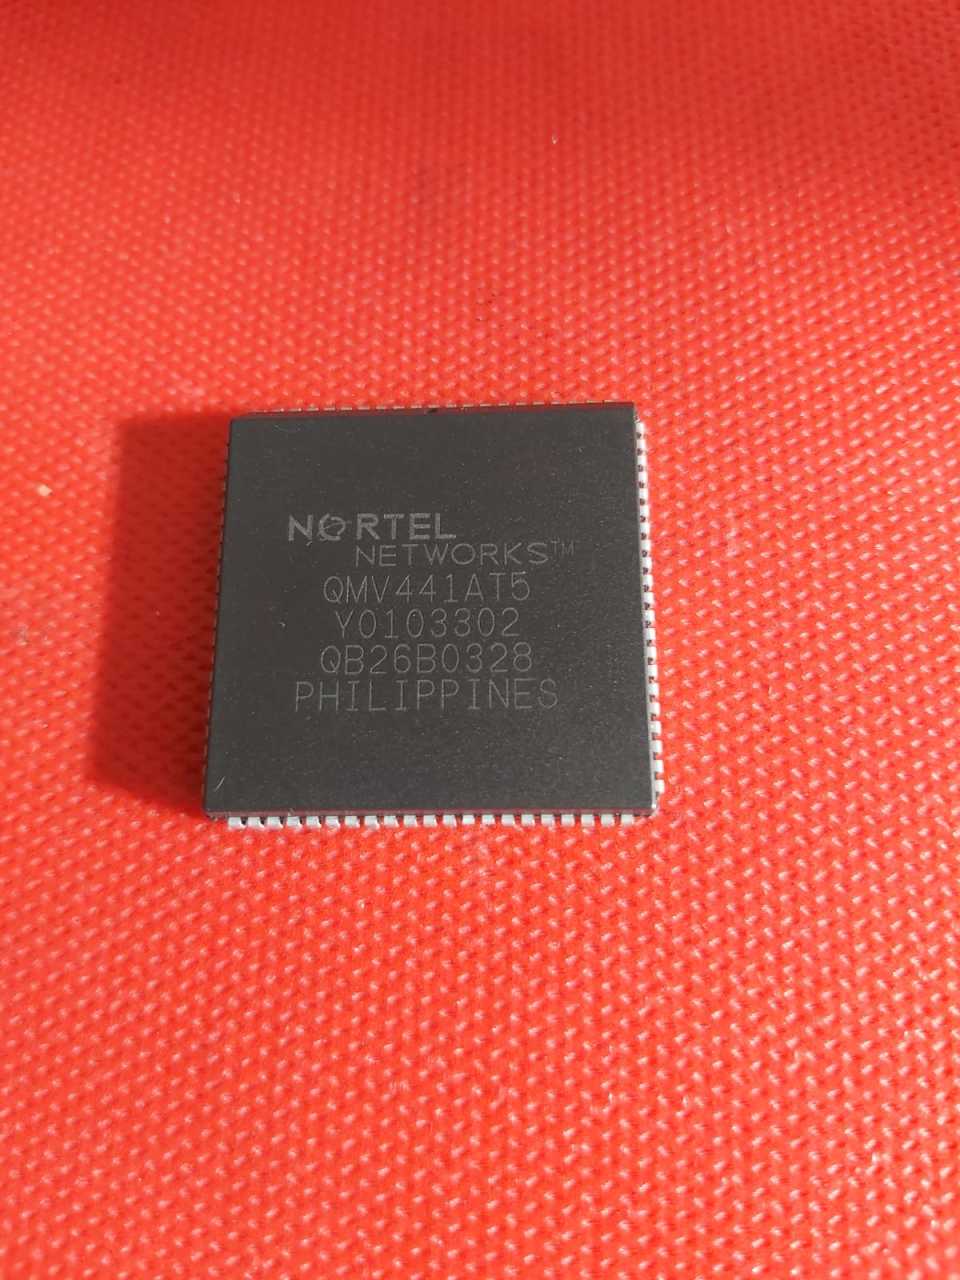 NORTEL
NETWORKS™
QMV441AT5
Y0103302
QB26B0328
PHILIPPINES